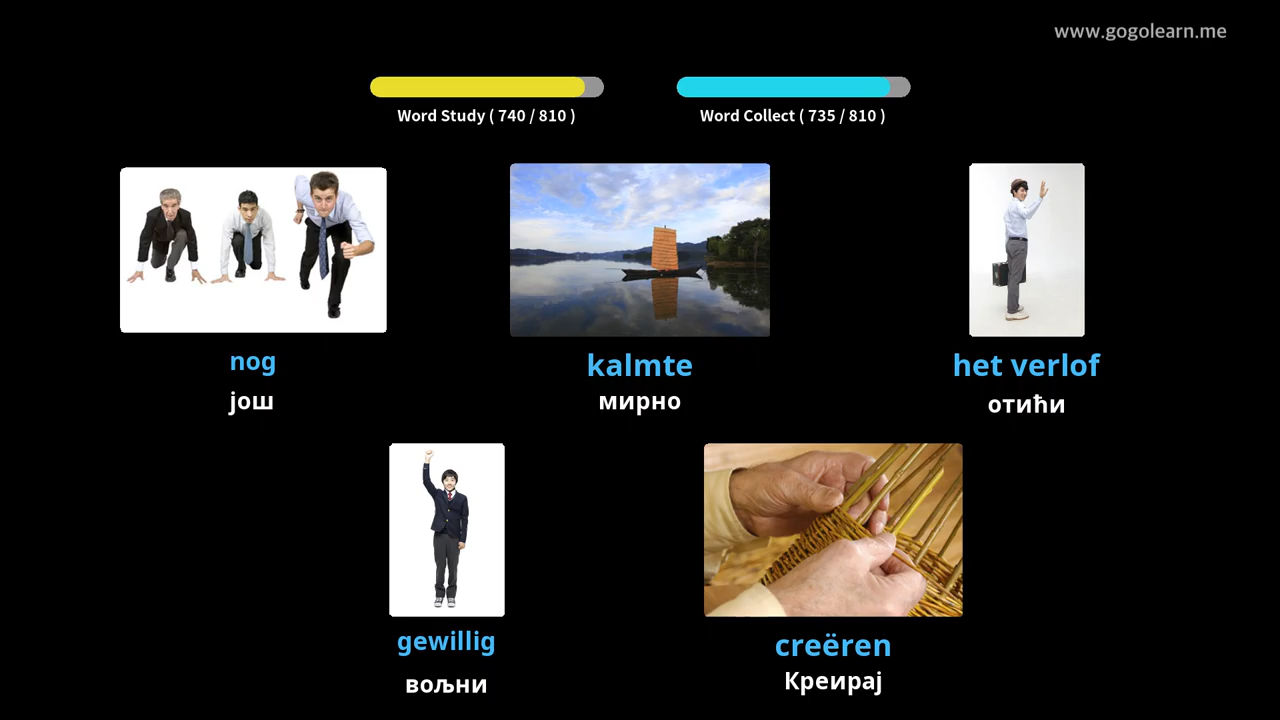 www.gogolearn.me
Word Study ( 740 / 810 )
Word Collect ( 735 / 810 )
nog
још
kalmte
мирно
het verlof
отићи
gewillig
вољни
creëren
Креирај